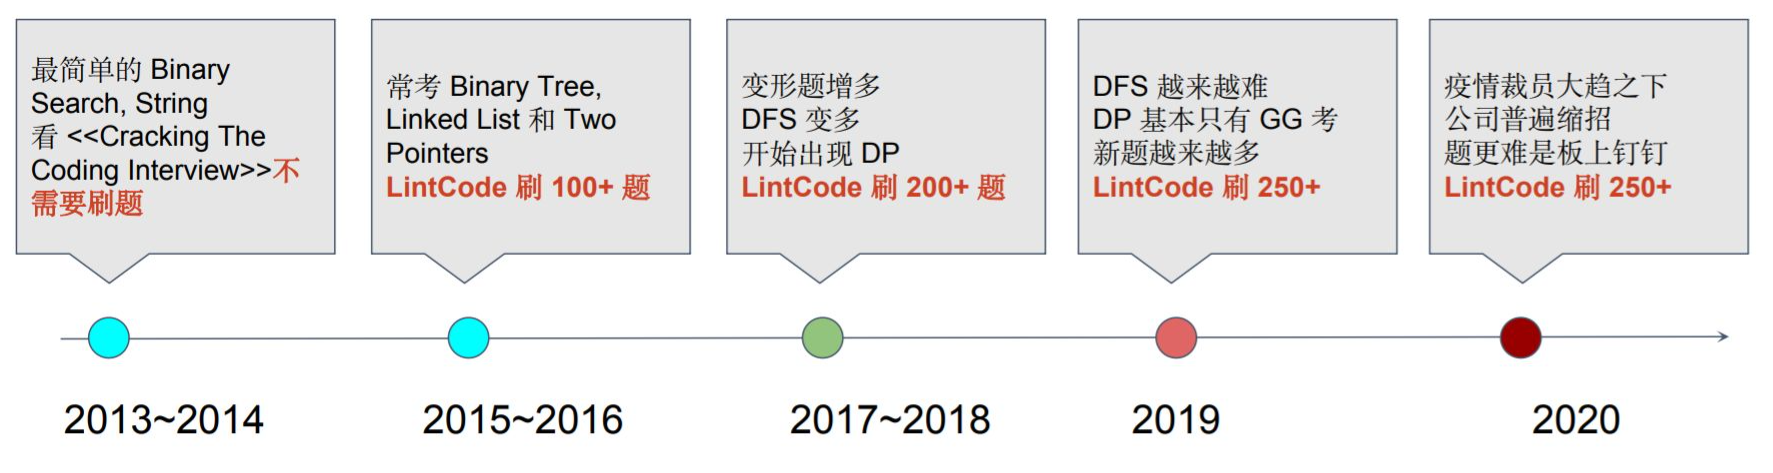 最简单的 Binary
Search, String
看 <<Cracking The
Coding Interview>>不
需要刷题
常考 Binary Tree,
Linked List 和 Two
Pointers
LintCode 刷 100+ 题
变形题增多
DFS 变多
开始出现 DP
LintCode 刷 200+ 题
DFS 越来越难
DP 基本只有 GG 考
新题越来越多
LintCode 刷 250+
疫情裁员大趋之下
公司普遍缩招
题更难是板上钉钉
LintCode 刷 250+
2013~2014
2015~2016
2017~2018
2019
2020